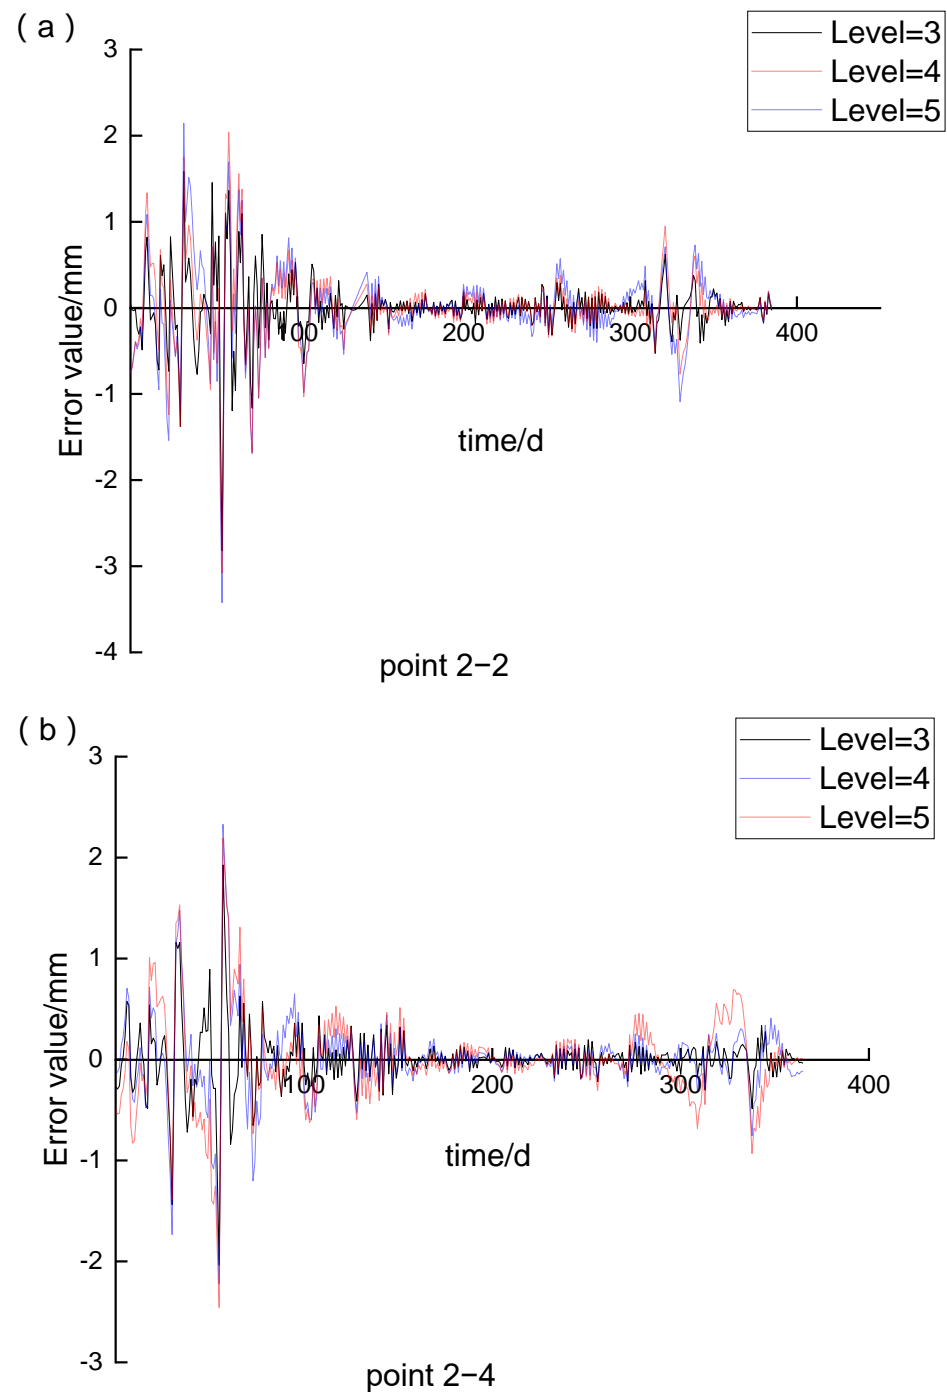 ( a )
Level=3
Level=4
Level=5
3
2
1
0
-1
-2
-3
-4
Error value/mm
100
200
300
400
time/d
point 2−2
( b )
Level=3
Level=4
Level=5
3
2
1
0
-1
-2
-3
Error value/mm
100
200
300
400
time/d
point 2−4